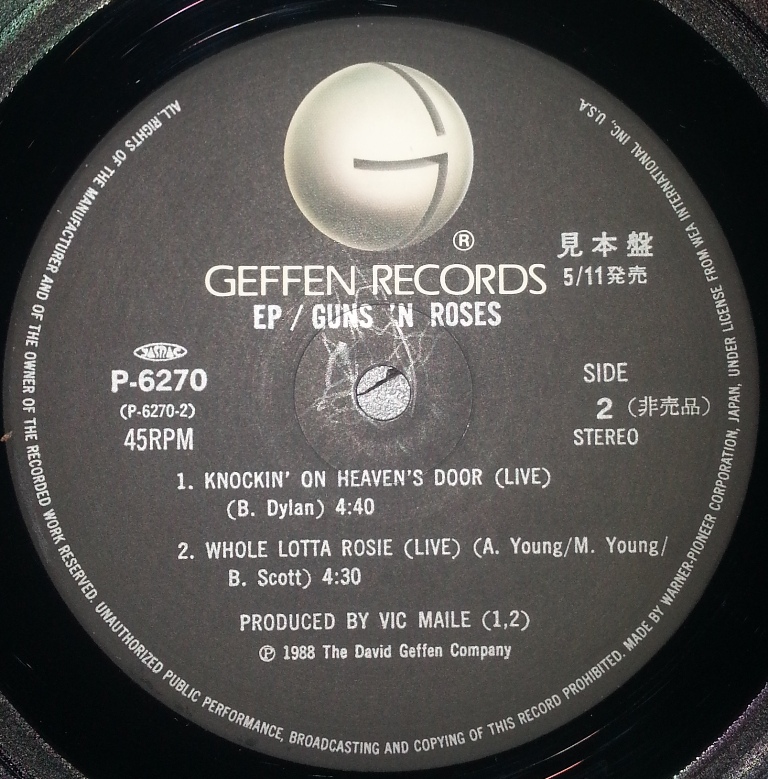 ®
GEFFEN RECORDS
見本盤
5/11発売
EP / GUNS 'N ROSES
JASRAC
P-6270
(P-6270-2)
45RPM
SIDE
2 (非売品)
STEREO
1. KNOCKIN' ON HEAVEN'S DOOR (LIVE)
(B. Dylan) 4:40
2. WHOLE LOTTA ROSIE (LIVE) (A. Young/M. Young/
B. Scott) 4:30
PRODUCED BY VIC MAILE (1,2)
℗ 1988 The David Geffen Company
ALL RIGHTS OF THE MANUFACTURER AND OF THE OWNER OF THE RECORDED WORK RESERVED. UNAUTHORIZED PUBLIC PERFORMANCE, BROADCASTING AND COPYING OF THIS RECORD PROHIBITED. MADE BY WARNER-PIONEER CORPORATION, JAPAN, UNDER LICENSE FROM WEA INTERNATIONAL INC, U.S.A.